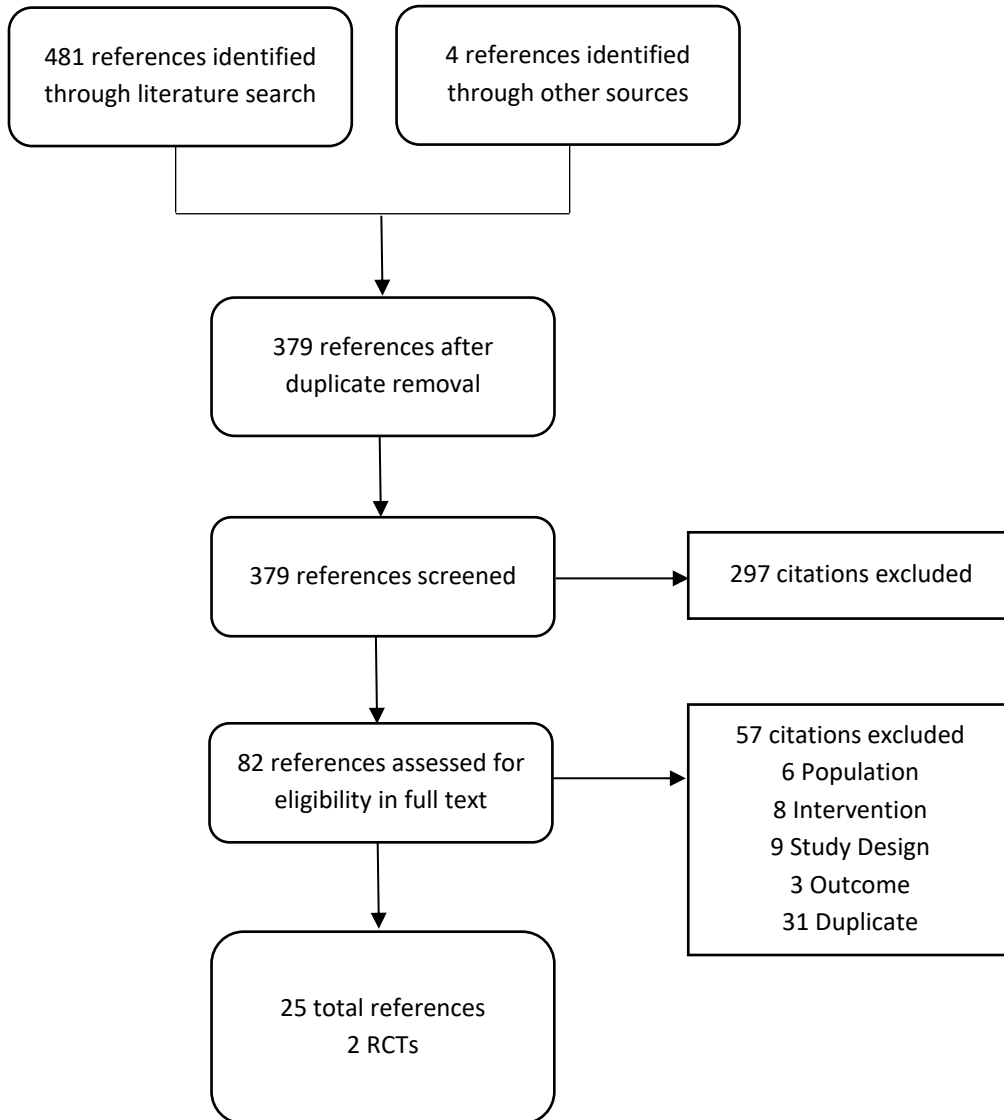 481 references identified
through literature search
4 references identified
through other sources
379 references after
duplicate removal
379 references screened
297 citations excluded
82 references assessed for
eligibility in full text
57 citations excluded
6 Population
8 Intervention
9 Study Design
3 Outcome
31 Duplicate
25 total references
2 RCTs